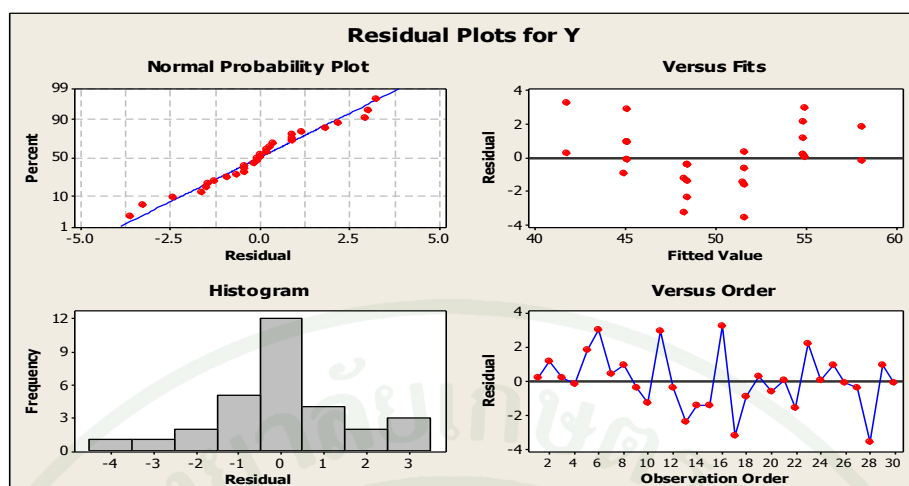 Residual Plots for Y
Normal Probability Plot
Versus Fits
99
90
50
10
1
Percent
-5.0 -2.5 0.0 2.5 5.0
Residual
4
2
0
-2
-4
Residual
40 45 50 55 60
Fitted Value
Histogram
Versus Order
12
9
6
3
0
Frequency
-4 -3 -2 -1 0 1 2 3
Residual
4
2
0
-2
-4
Residual
2 4 6 8 10 12 14 16 18 20 22 24 26 28 30
Observation Order